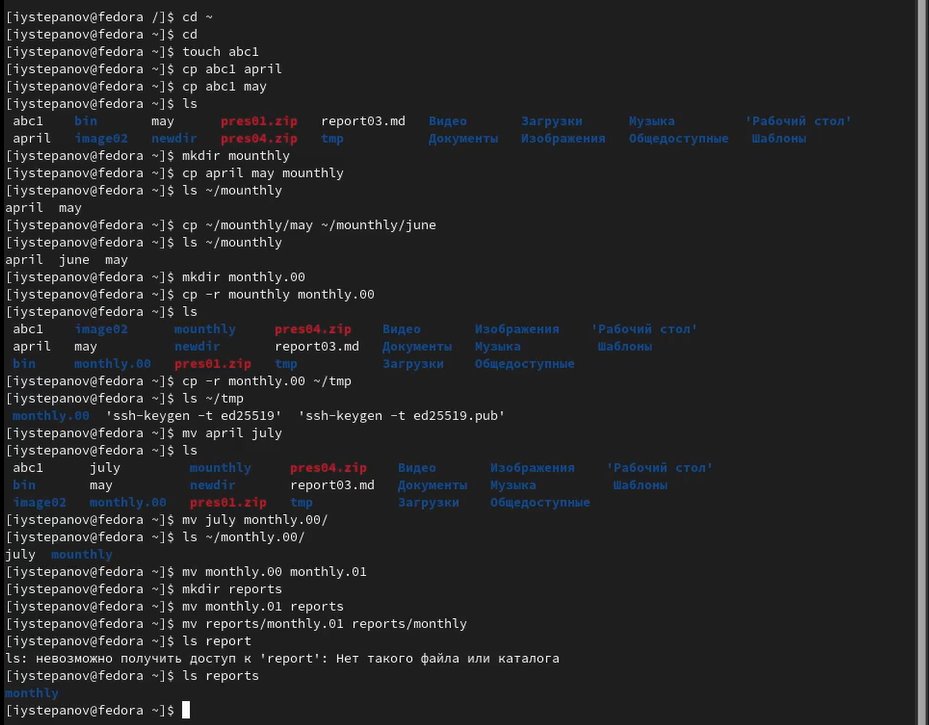 [iystepanov@fedora /]$ cd ~
[iystepanov@fedora ~]$ cd
[iystepanov@fedora ~]$ touch abc1
[iystepanov@fedora ~]$ cp abc1 april
[iystepanov@fedora ~]$ cp abc1 may
[iystepanov@fedora ~]$ ls
abc1 bin may pres01.zip report03.md Видео Загрузки Музыка 'Рабочий стол'
april image02 newdir pres04.zip tmp Документы Изображения Общедоступные Шаблоны
[iystepanov@fedora ~]$ mkdir mounthly
[iystepanov@fedora ~]$ cp april may mounthly
[iystepanov@fedora ~]$ ls ~/mounthly
april may
[iystepanov@fedora ~]$ cp ~/mounthly/may ~/mounthly/june
[iystepanov@fedora ~]$ ls ~/mounthly
april june may
[iystepanov@fedora ~]$ mkdir monthly.00
[iystepanov@fedora ~]$ cp -r mounthly monthly.00
[iystepanov@fedora ~]$ ls
abc1 image02 mounthly pres04.zip Видео Изображения 'Рабочий стол'
april may newdir report03.md Документы Музыка Шаблоны
bin monthly.00 pres01.zip tmp Загрузки Общедоступные
[iystepanov@fedora ~]$ cp -r monthly.00 ~/tmp
[iystepanov@fedora ~]$ ls ~/tmp
monthly.00 'ssh-keygen -t ed25519' 'ssh-keygen -t ed25519.pub'
[iystepanov@fedora ~]$ mv april july
[iystepanov@fedora ~]$ ls
abc1 july mounthly pres04.zip Видео Изображения 'Рабочий стол'
bin may newdir report03.md Документы Музыка Шаблоны
image02 monthly.00 pres01.zip tmp Загрузки Общедоступные
[iystepanov@fedora ~]$ mv july monthly.00/
[iystepanov@fedora ~]$ ls ~/monthly.00/
july mounthly
[iystepanov@fedora ~]$ mv monthly.00 monthly.01
[iystepanov@fedora ~]$ mkdir reports
[iystepanov@fedora ~]$ mv monthly.01 reports
[iystepanov@fedora ~]$ mv reports/monthly.01 reports/monthly
[iystepanov@fedora ~]$ ls report
ls: невозможно получить доступ к 'report': Нет такого файла или каталога
[iystepanov@fedora ~]$ ls reports
monthly
[iystepanov@fedora ~]$